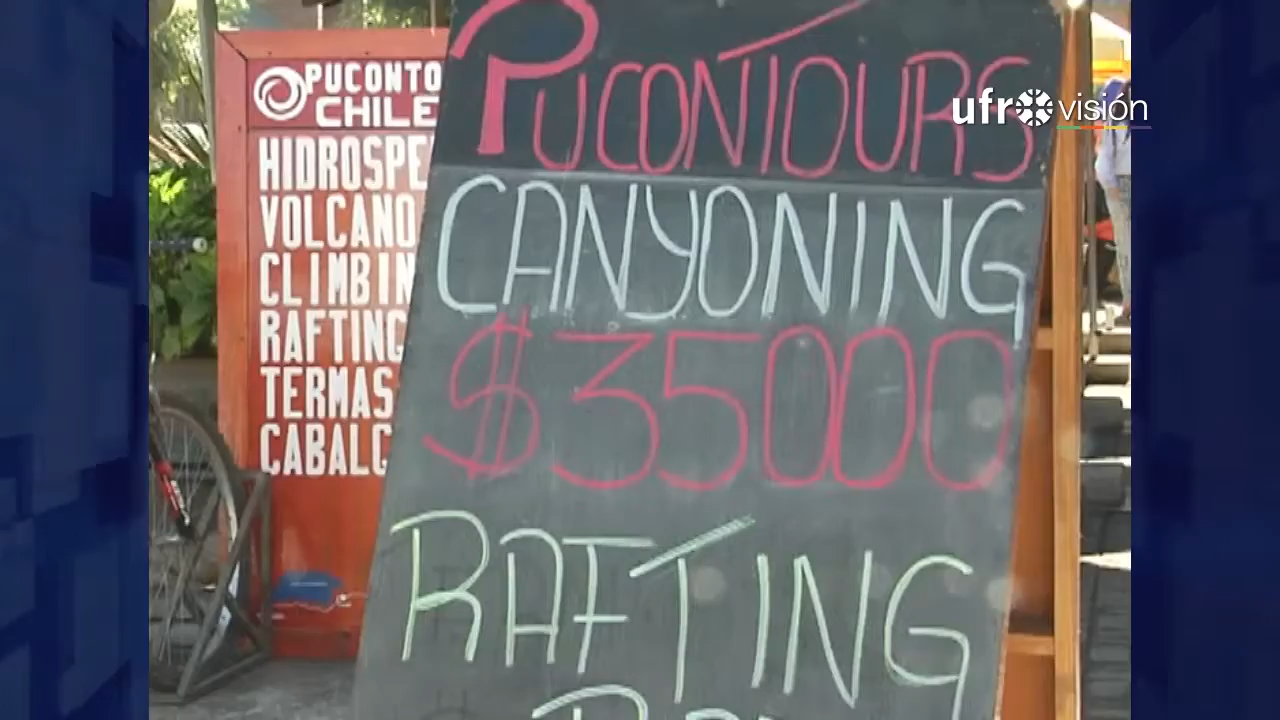 PUCONTO
CHILE
HIDROSPE
VOLCANO
CLIMBIN
RAFTING
TERMAS
CABALG
PUCONTOURS
CANYONING
$35000
RAFTING
ufro visión